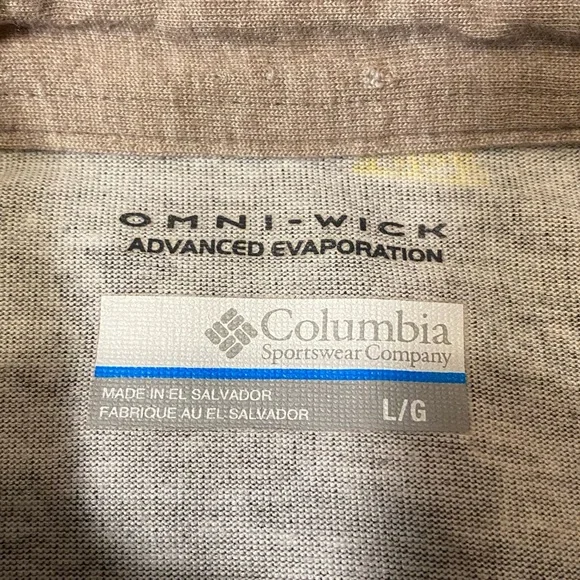 OMNI-WICK
ADVANCED EVAPORATION
Columbia
Sportswear Company
MADE IN EL SALVADOR
FABRIQUE AU EL SALVADOR
L/G